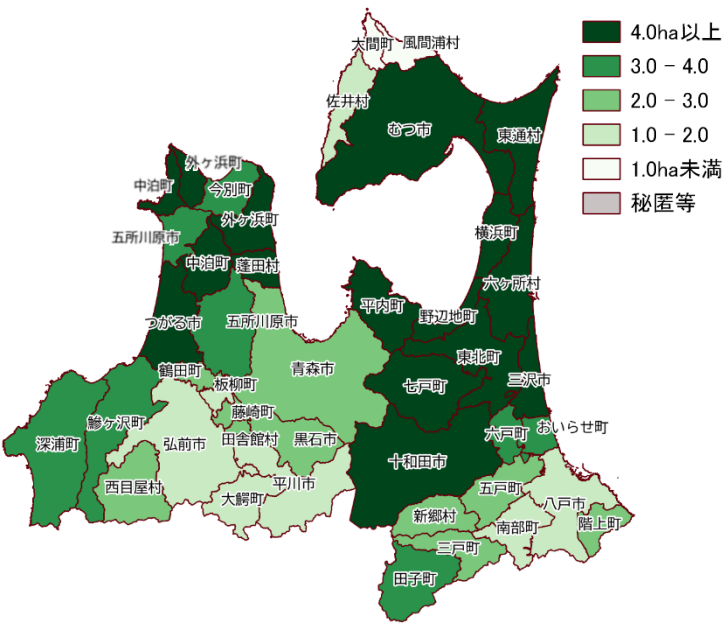 4.0ha以上
3.0 - 4.0
2.0 - 3.0
1.0 - 2.0
1.0ha未満
秘匿等
大間町
風間浦村
佐井村
むつ市
東通村
外ヶ浜町
中泊町
今別町
外ヶ浜町
五所川原市
中泊町
蓬田村
横浜町
六ヶ所村
つがる市
五所川原市
平内町
野辺地町
青森市
東北町
七戸町
三沢市
鶴田町
板柳町
藤崎町
田舎館村
黒石市
六戸町
おいらせ町
深浦町
鰺ヶ沢町
弘前市
十和田市
西目屋村
平川市
大鰐町
五戸町
八戸市
新郷村
南部町
階上町
三戸町
田子町